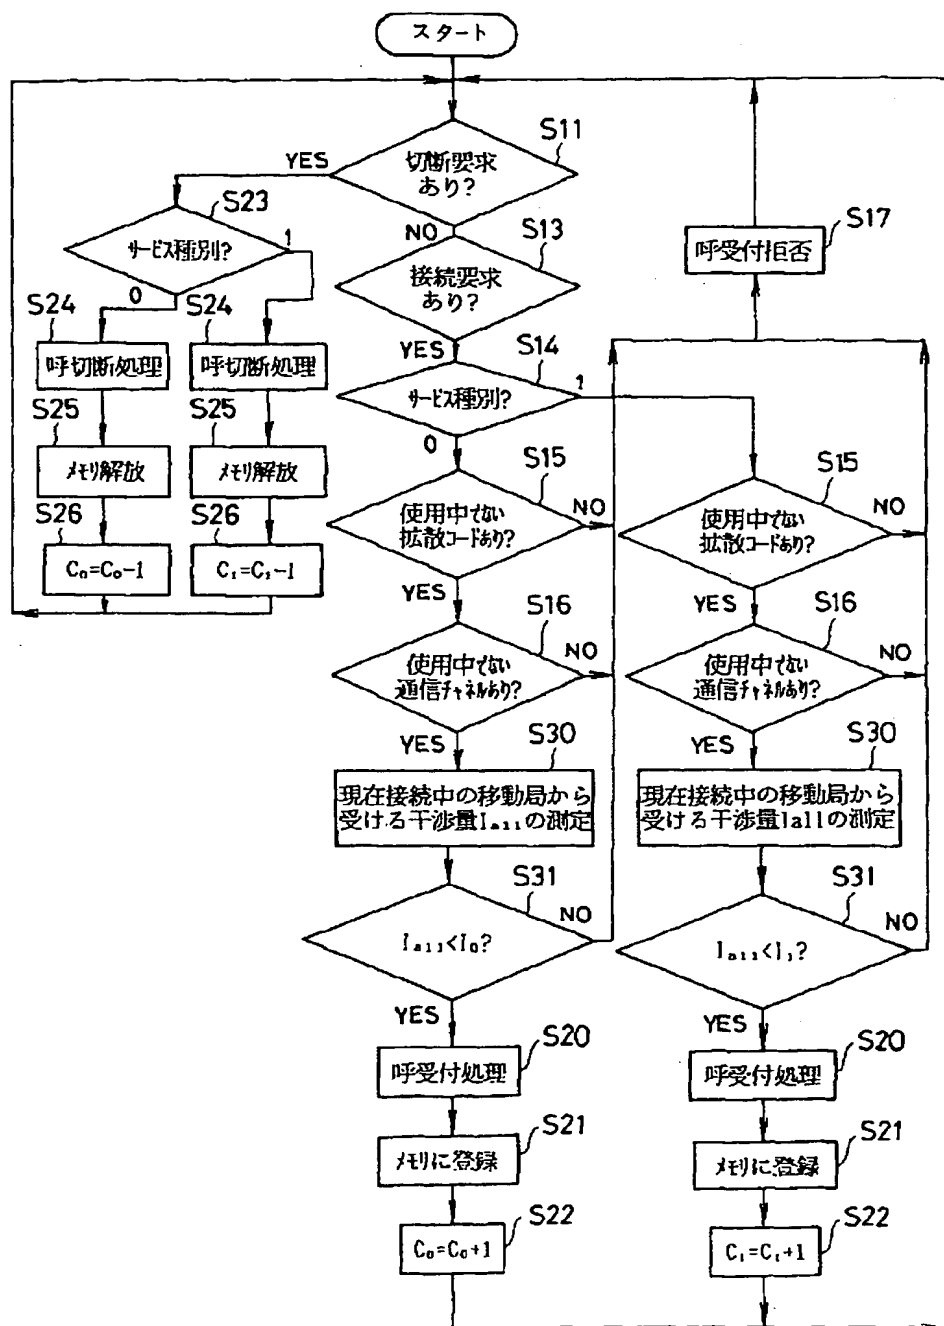 スタート
S11
YES
切断要求
あり?
S23
サービス種別?
1
0
NO
S13
接続要求
あり?
S17
呼受付拒否
S24
呼切断処理
S24
呼切断処理
YES
S14
サービス種別?
1
0
S25
メモリ解放
S25
メモリ解放
S26
C₀=C₀-1
S26
C₁=C₁-1
S15
使用中でない
拡散コードあり?
NO
YES
S15
使用中でない
拡散コードあり?
NO
YES
S16
使用中でない
通信チャネルあり?
NO
YES
S16
使用中でない
通信チャネルあり?
NO
YES
S30
現在接続中の移動局から
受ける干渉量Iallの測定
S30
現在接続中の移動局から
受ける干渉量Iallの測定
S31
Iall<I₀?
NO
YES
S31
Iall<I₁?
NO
YES
S20
呼受付処理
S20
呼受付処理
S21
メモリに登録
S21
メモリに登録
S22
C₀=C₀+1
S22
C₁=C₁+1